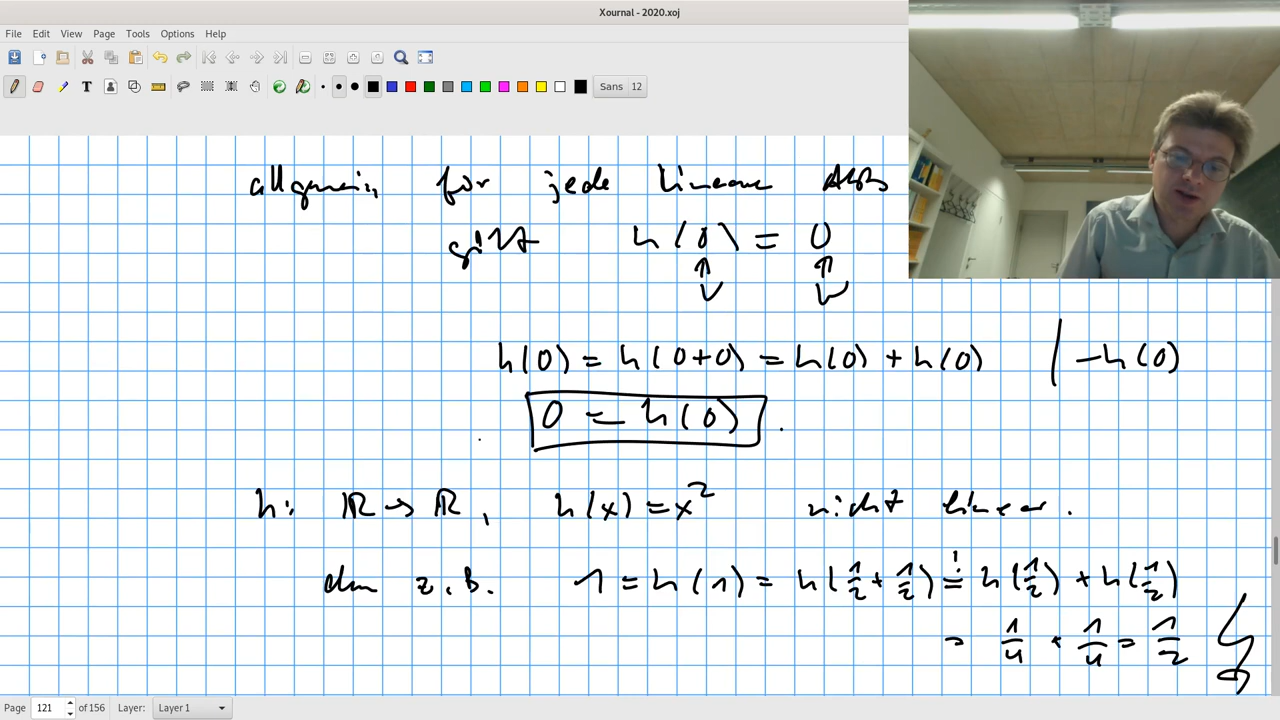 Xournal - 2020.xoj
File Edit View Page Tools Options Help
Sans 12
allgemein für jede lineare Abb
gilt h(0) = 0
↑ ↑
V W
h(0) = h(0+0) = h(0) + h(0) | -h(0)
0 = h(0) .
h: ℝ → ℝ, h(x) = x² nicht linear.
denn z.B. 1 = h(1) = h(1/2 + 1/2) =! h(1/2) + h(1/2)
= 1/4 + 1/4 = 1/2 ↯
Page 121 of 156 Layer: Layer 1